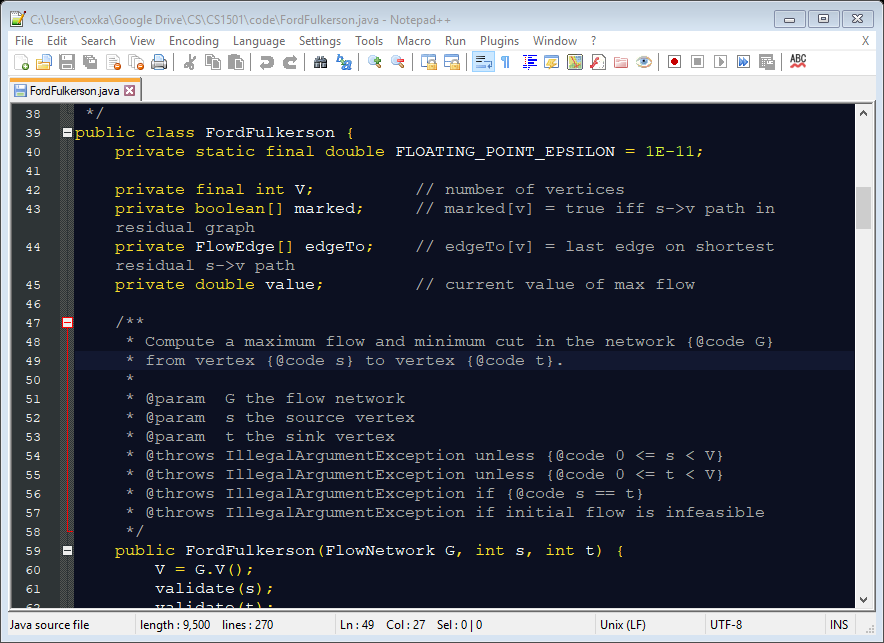 C:\Users\coxka\Google Drive\CS\CS1501\code\FordFulkerson.java - Notepad++
File Edit Search View Encoding Language Settings Tools Macro Run Plugins Window ? X
ABC
FordFulkerson.java
38 */
39 public class FordFulkerson {
40 private static final double FLOATING_POINT_EPSILON = 1E-11;
41
42 private final int V; // number of vertices
43 private boolean[] marked; // marked[v] = true iff s->v path in
residual graph
44 private FlowEdge[] edgeTo; // edgeTo[v] = last edge on shortest
residual s->v path
45 private double value; // current value of max flow
46
47 /**
48 * Compute a maximum flow and minimum cut in the network {@code G}
49 * from vertex {@code s} to vertex {@code t}.
50 *
51 * @param G the flow network
52 * @param s the source vertex
53 * @param t the sink vertex
54 * @throws IllegalArgumentException unless {@code 0 <= s < V}
55 * @throws IllegalArgumentException unless {@code 0 <= t < V}
56 * @throws IllegalArgumentException if {@code s == t}
57 * @throws IllegalArgumentException if initial flow is infeasible
58 */
59 public FordFulkerson(FlowNetwork G, int s, int t) {
60 V = G.V();
61 validate(s);
62 validate(t);
Java source file length : 9,500 lines : 270 Ln : 49 Col : 27 Sel : 0 | 0 Unix (LF) UTF-8 INS